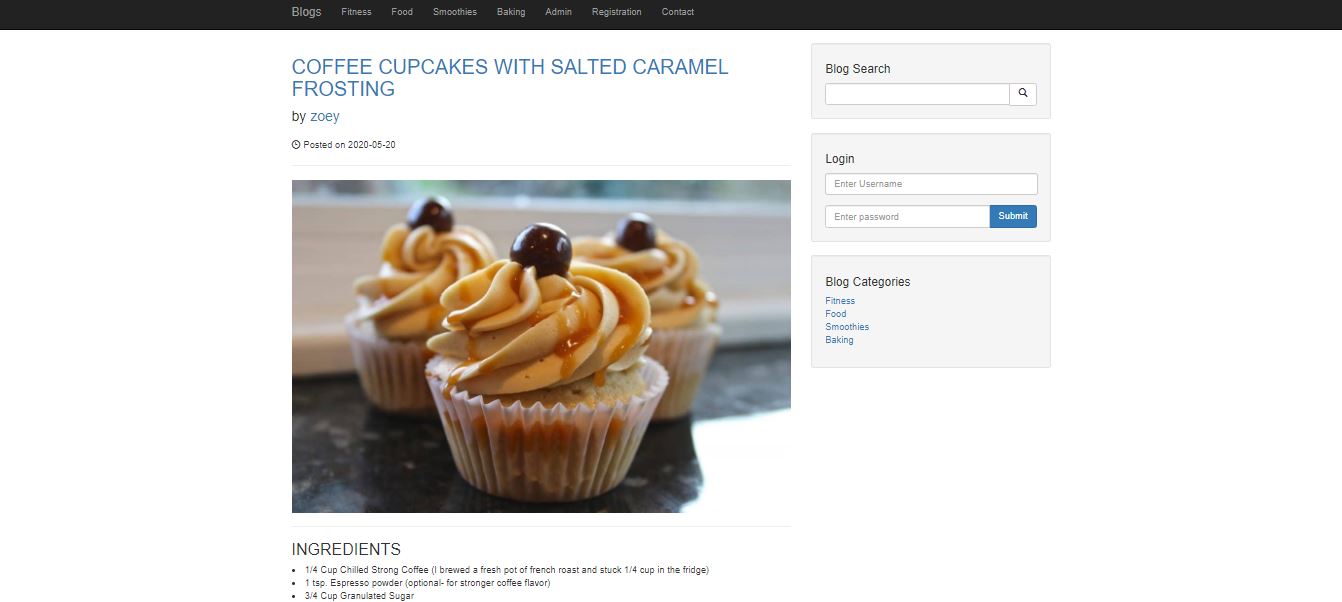 Blogs Fitness Food Smoothies Baking Admin Registration Contact
COFFEE CUPCAKES WITH SALTED CARAMEL
FROSTING
by zoey
Posted on 2020-05-20
INGREDIENTS
1/4 Cup Chilled Strong Coffee (I brewed a fresh pot of french roast and stuck 1/4 cup in the fridge)
1 tsp. Espresso powder (optional- for stronger coffee flavor)
3/4 Cup Granulated Sugar
Blog Search
Login
Enter Username
Enter password Submit
Blog Categories
Fitness
Food
Smoothies
Baking